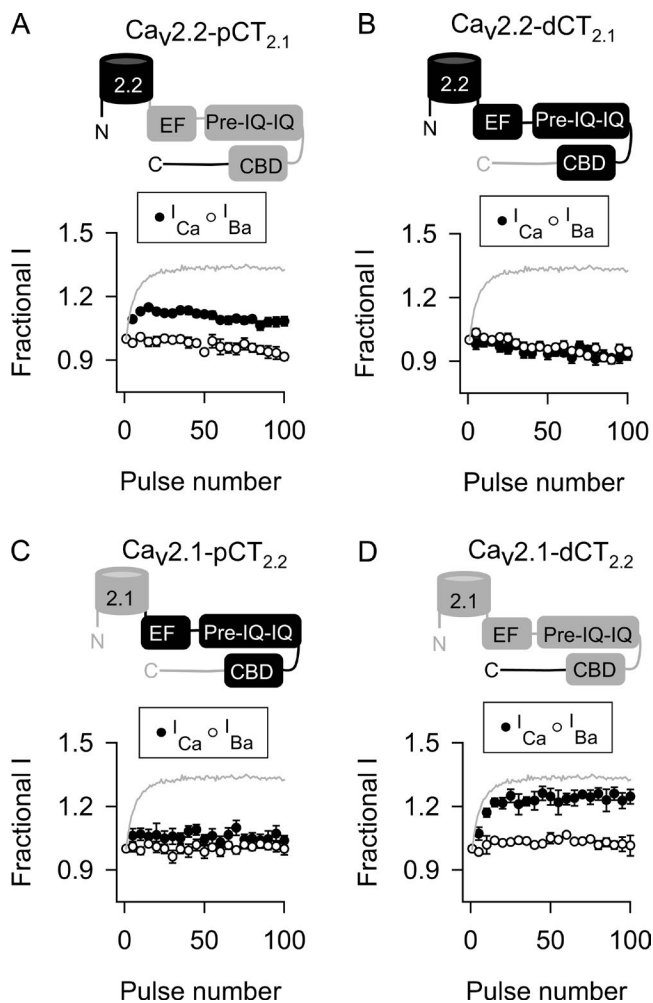 A
Cav2.2-pCT2.1
2.2
N
EF
Pre-IQ-IQ
C
CBD
ICa
IBa
1.5
1.2
0.9
Fractional I
0
50
100
Pulse number
B
Cav2.2-dCT2.1
2.2
N
EF
Pre-IQ-IQ
C
CBD
ICa
IBa
1.5
1.2
0.9
Fractional I
0
50
100
Pulse number
C
Cav2.1-pCT2.2
2.1
N
EF
Pre-IQ-IQ
C
CBD
ICa
IBa
1.5
1.2
0.9
Fractional I
0
50
100
Pulse number
D
Cav2.1-dCT2.2
2.1
N
EF
Pre-IQ-IQ
C
CBD
ICa
IBa
1.5
1.2
0.9
Fractional I
0
50
100
Pulse number